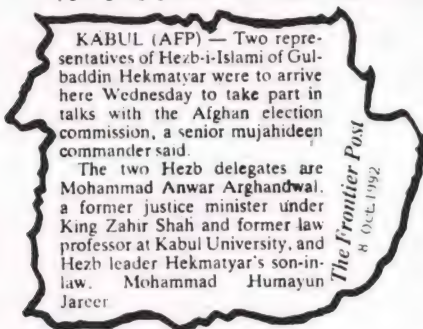 KABUL (AFP) — Two repre-
sentatives of Hezb-i-Islami of Gul-
baddin Hekmatyar were to arrive
here Wednesday to take part in
talks with the Afghan election
commission, a senior mujahideen
commander said.
The two Hezb delegates are
Mohammad Anwar Arghandwal,
a former justice minister under
King Zahir Shah and former law
professor at Kabul University, and
Hezb leader Hekmatyar's son-in-
law, Mohammad Humayun
Jareer
The Frontier Post
8 Oct. 1992